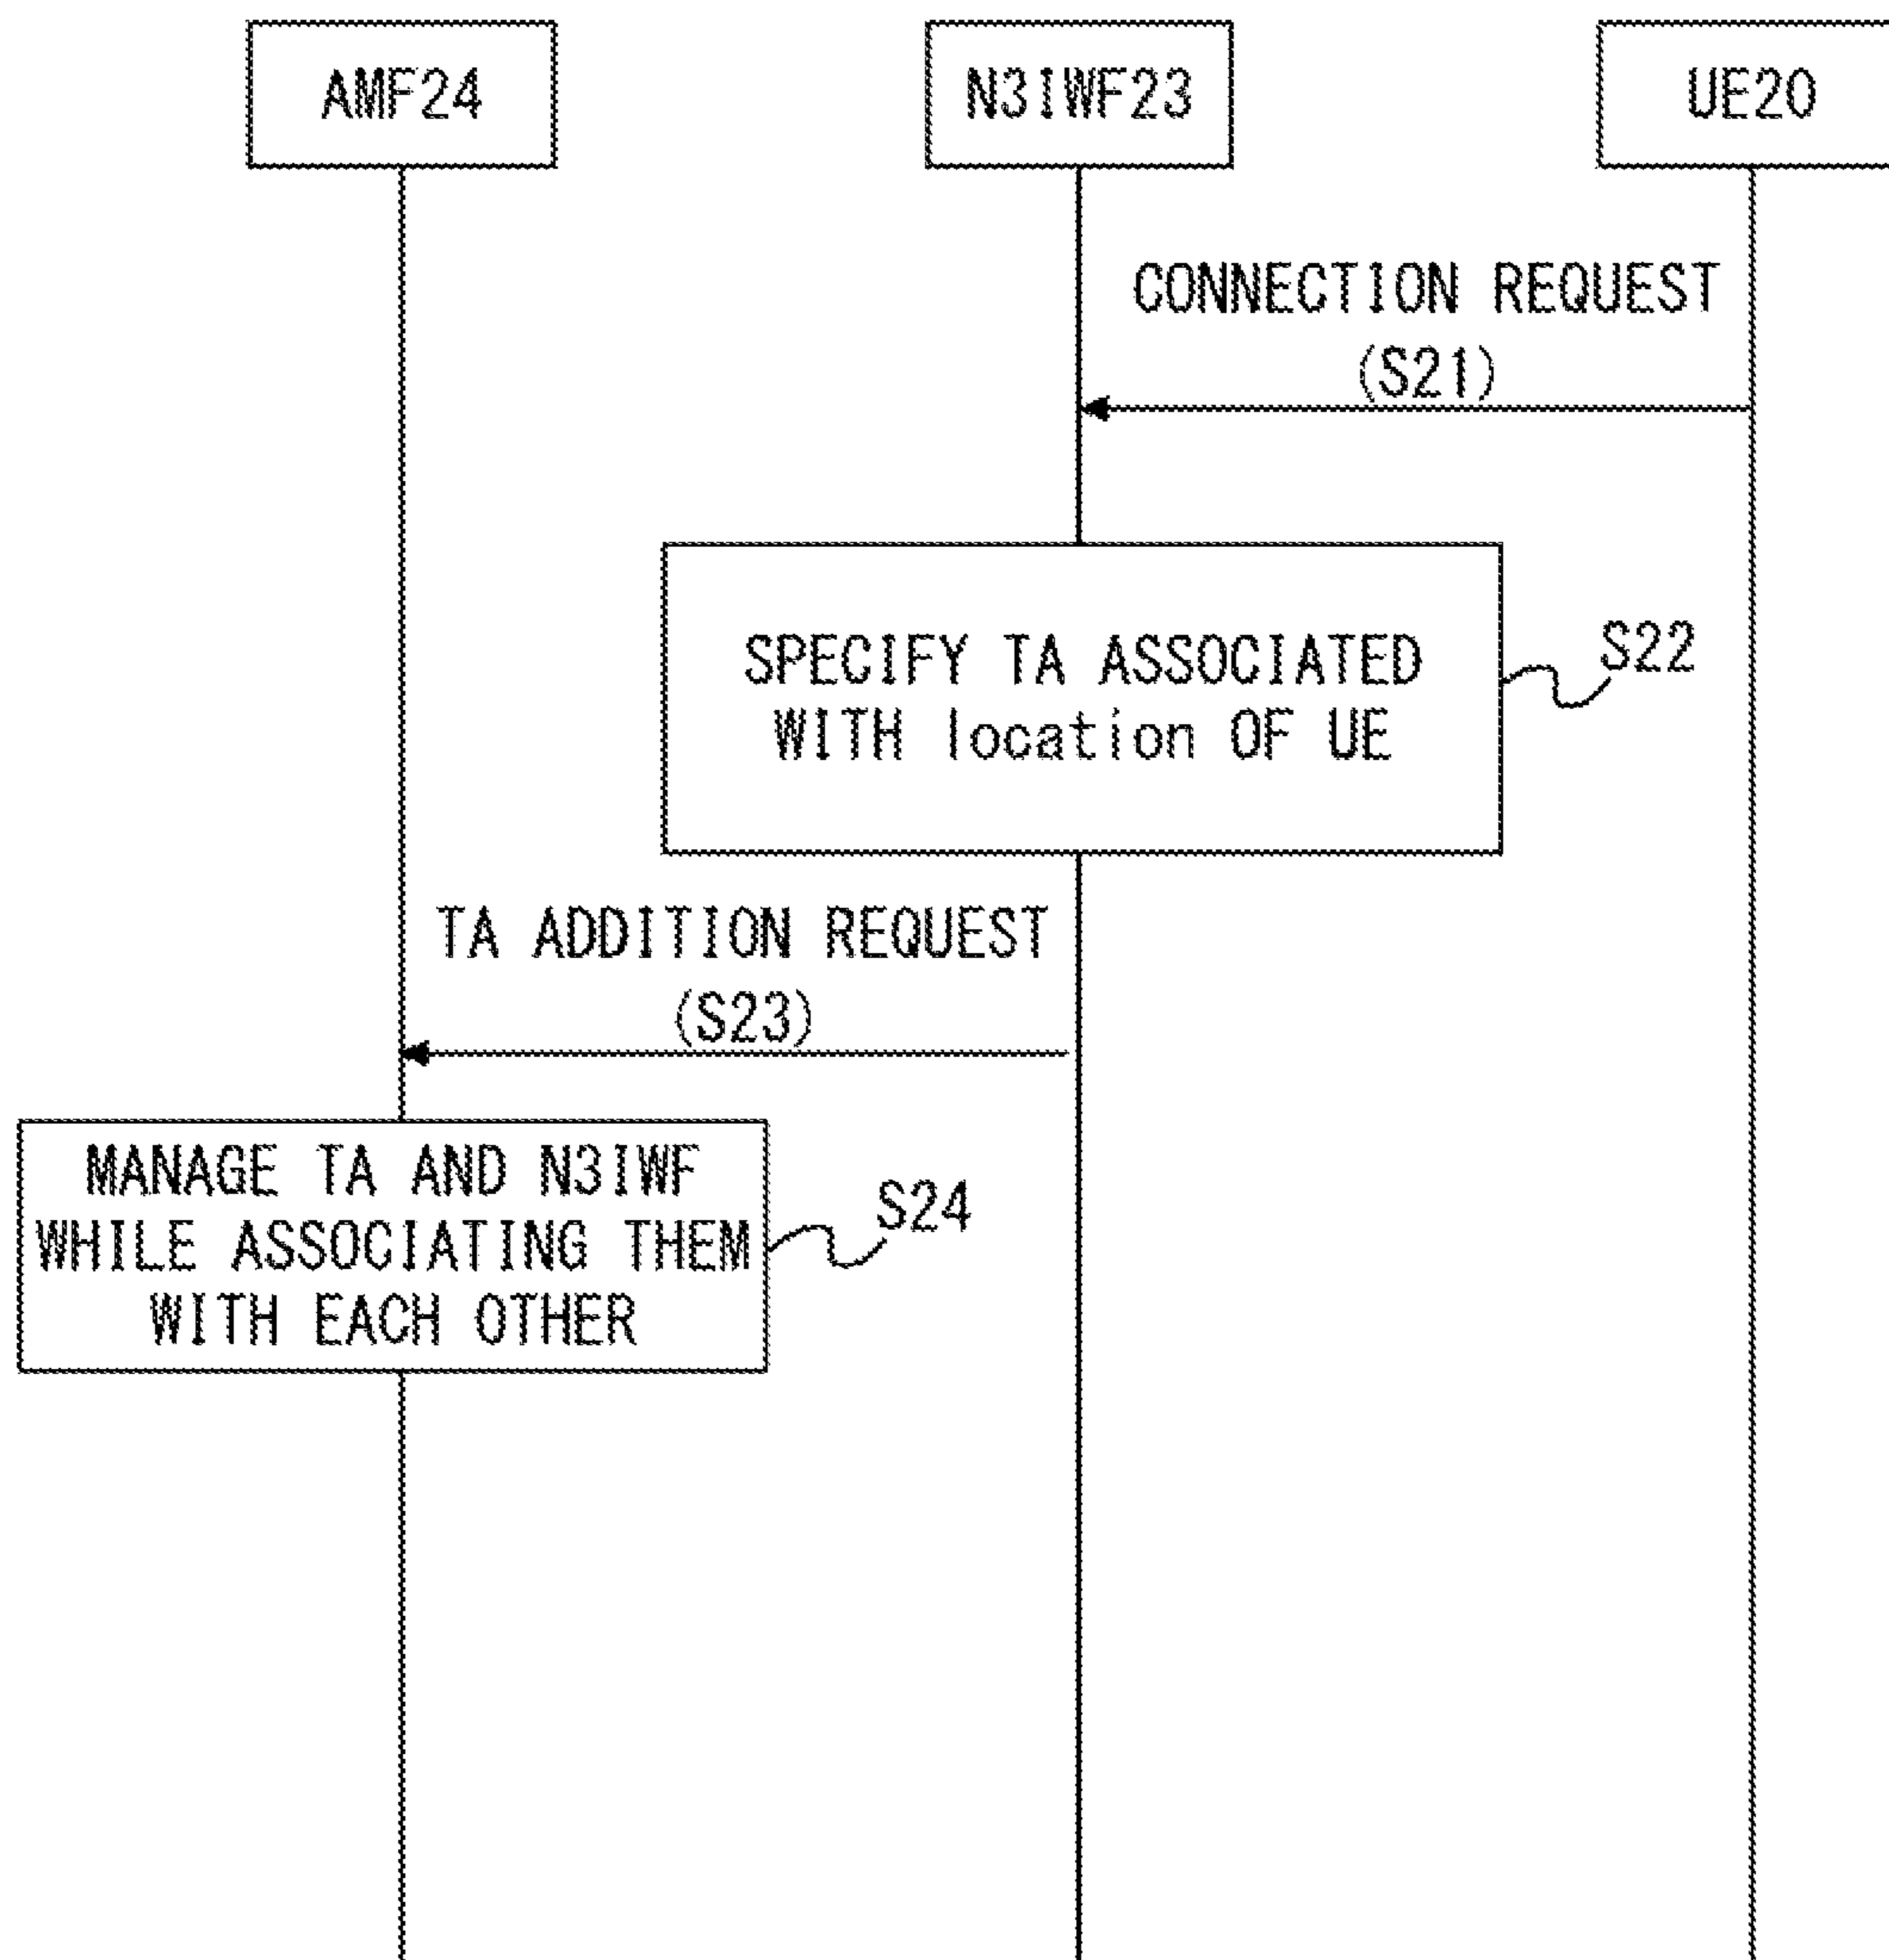 AMF24
N3IWF23
UE20
CONNECTION REQUEST
(S21)
SPECIFY TA ASSOCIATED
WITH location OF UE
S22
TA ADDITION REQUEST
(S23)
MANAGE TA AND N3IWF
WHILE ASSOCIATING THEM
WITH EACH OTHER
S24